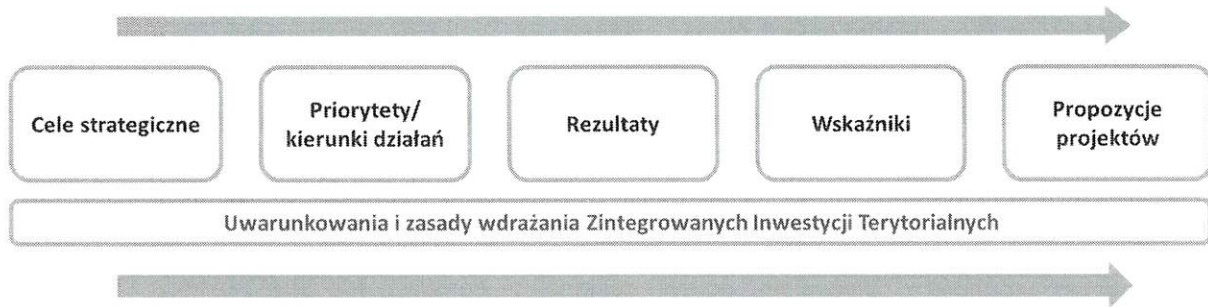 Cele strategiczne
Priorytety/
kierunki działań
Rezultaty
Wskaźniki
Propozycje
projektów
Uwarunkowania i zasady wdrażania Zintegrowanych Inwestycji Terytorialnych